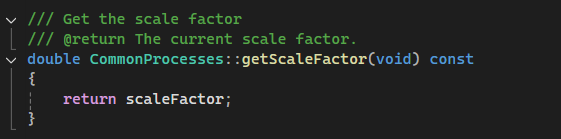 /// Get the scale factor
/// @return The current scale factor.
double CommonProcesses::getScaleFactor(void) const
{
    return scaleFactor;
}